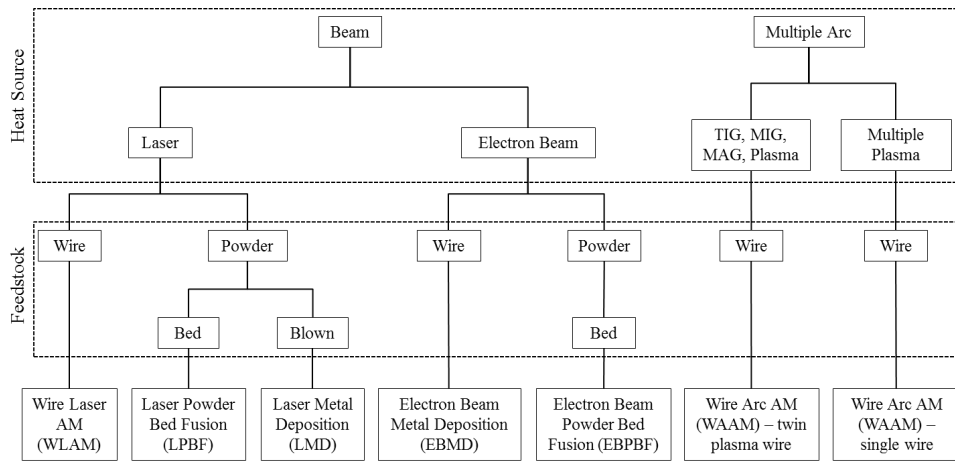 Heat Source
Beam
Multiple Arc
Laser
Electron Beam
TIG, MIG,
MAG, Plasma
Multiple
Plasma
Feedstock
Wire
Powder
Wire
Powder
Wire
Wire
Bed
Blown
Bed
Wire Laser
AM
(WLAM)
Laser Powder
Bed Fusion
(LPBF)
Laser Metal
Deposition
(LMD)
Electron Beam
Metal Deposition
(EBMD)
Electron Beam
Powder Bed
Fusion (EBPBF)
Wire Arc AM
(WAAM) – twin
plasma wire
Wire Arc AM
(WAAM) –
single wire